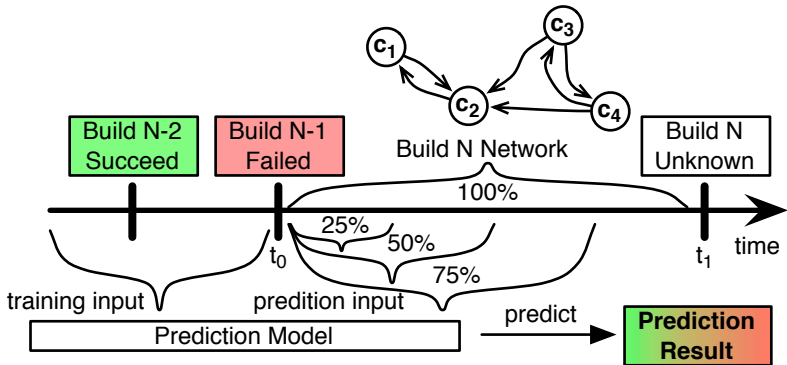 c3
c1
c2
c4
Build N-2
Succeed
Build N-1
Failed
Build N Network
Build N
Unknown
100%
25%
50%
75%
t0
t1
time
training input
predition input
Prediction Model
predict
Prediction
Result